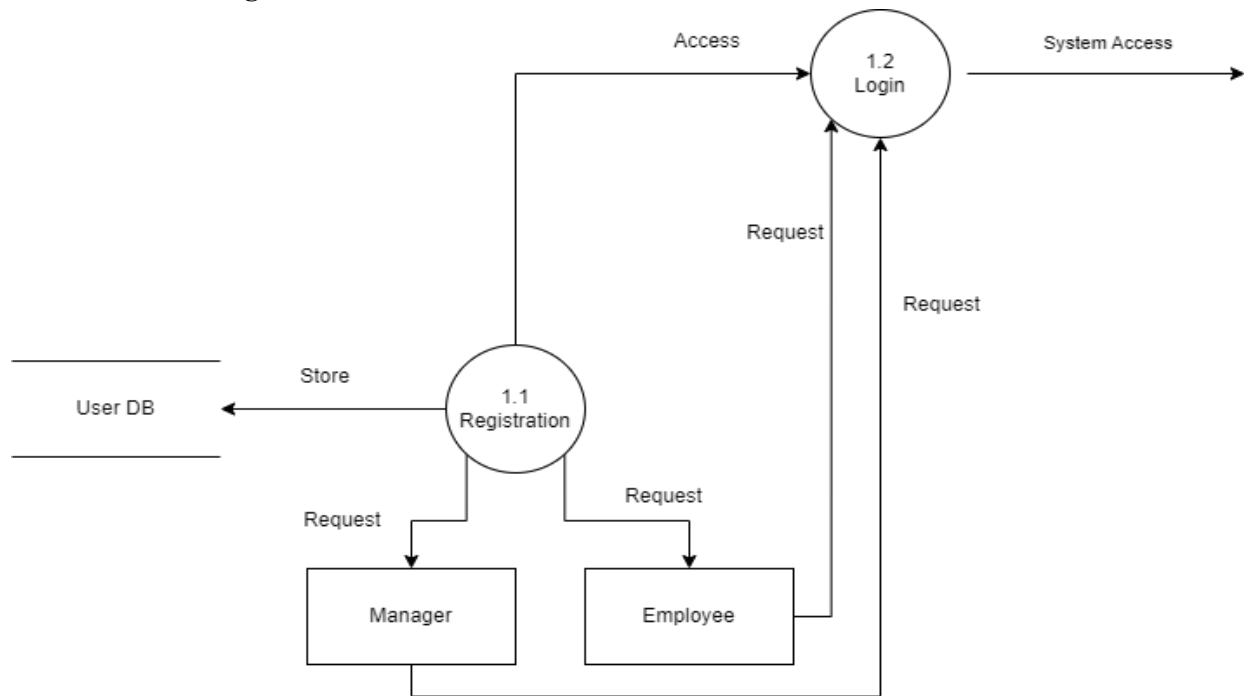 Access
System Access
1.2
Login
Request
Request
Store
User DB
1.1
Registration
Request
Request
Manager
Employee